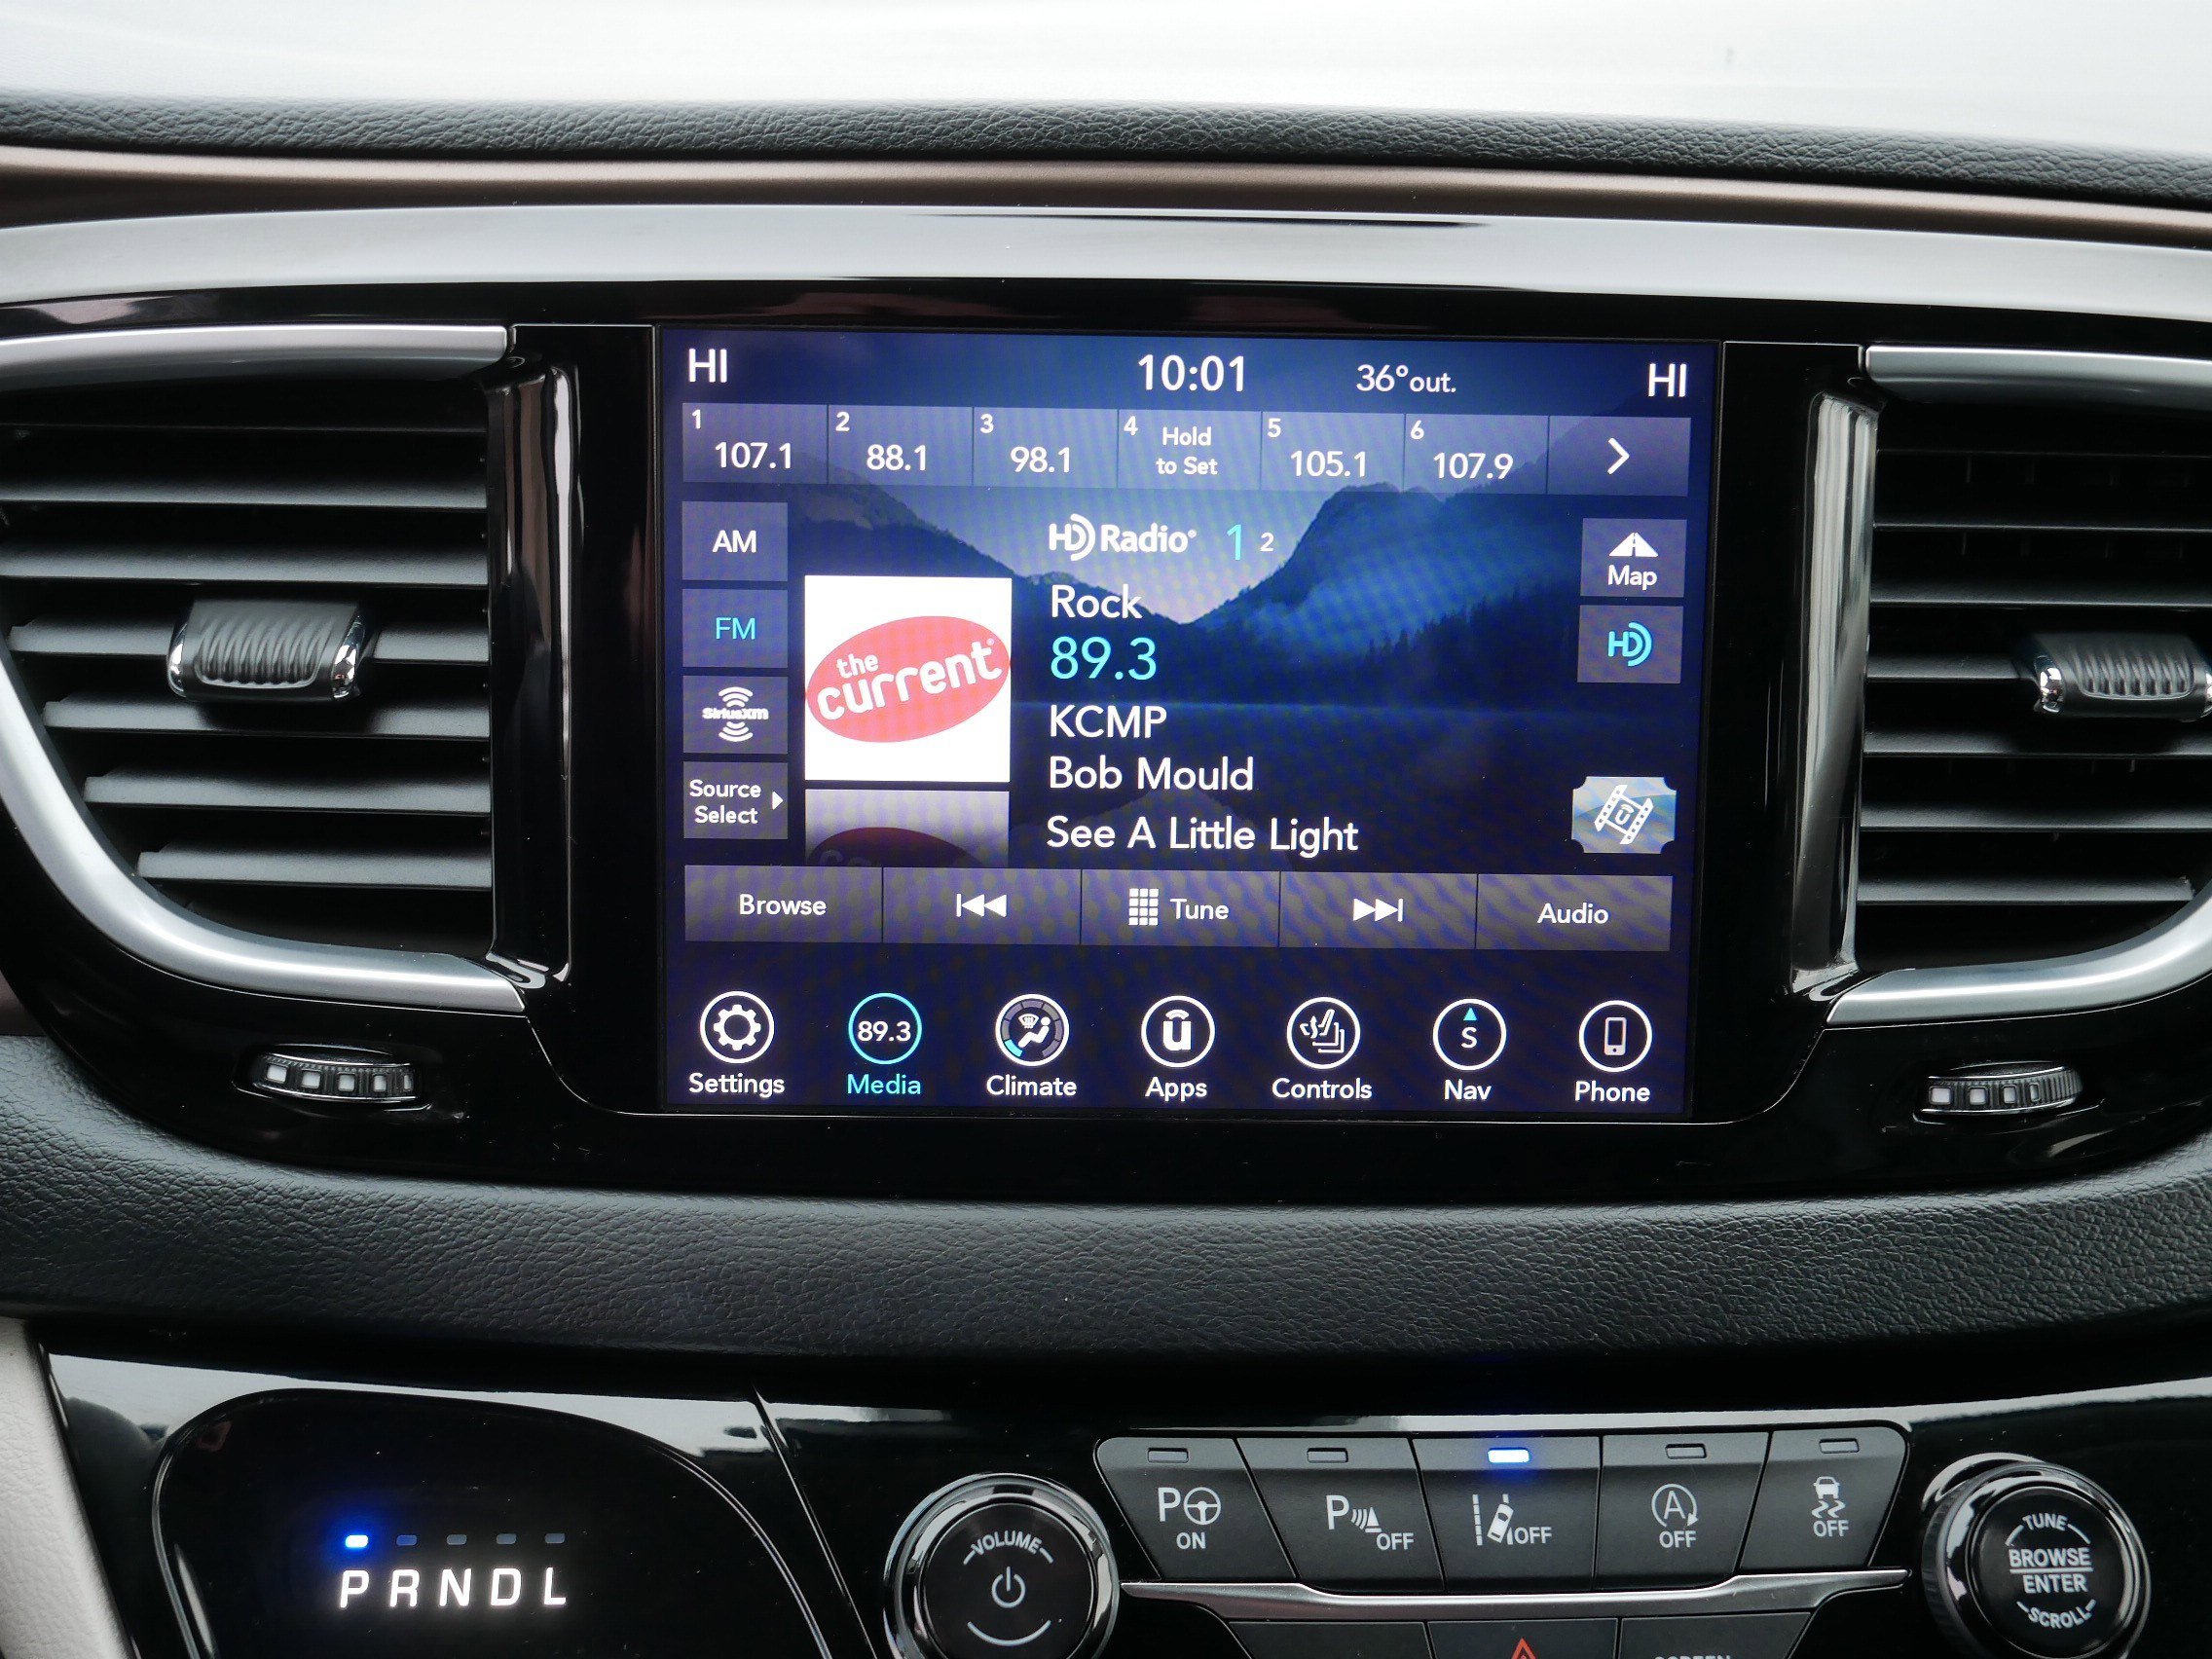 HI 10:01 36°out. HI
1 107.1 2 88.1 3 98.1 4 Hold to Set 5 105.1 6 107.9
AM
HD Radio® 1 2
Map
Rock
FM
89.3
HD
the
current®
SiriusXM
KCMP
Bob Mould
Source
Select
See A Little Light
Browse Tune Audio
89.3 u S
Settings Media Climate Apps Controls Nav Phone
P R N D L
VOLUME
P ON
P OFF
OFF
A OFF
OFF
TUNE
BROWSE
ENTER
SCROLL